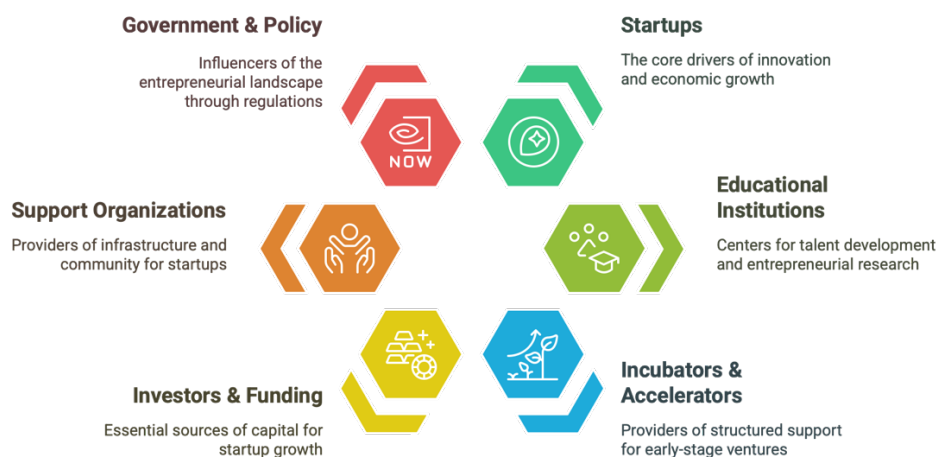 Government & Policy
Influencers of the
entrepreneurial landscape
through regulations
NOW
Startups
The core drivers of innovation
and economic growth
Support Organizations
Providers of infrastructure and
community for startups
Educational
Institutions
Centers for talent development
and entrepreneurial research
Investors & Funding
Essential sources of capital for
startup growth
Incubators &
Accelerators
Providers of structured support
for early-stage ventures